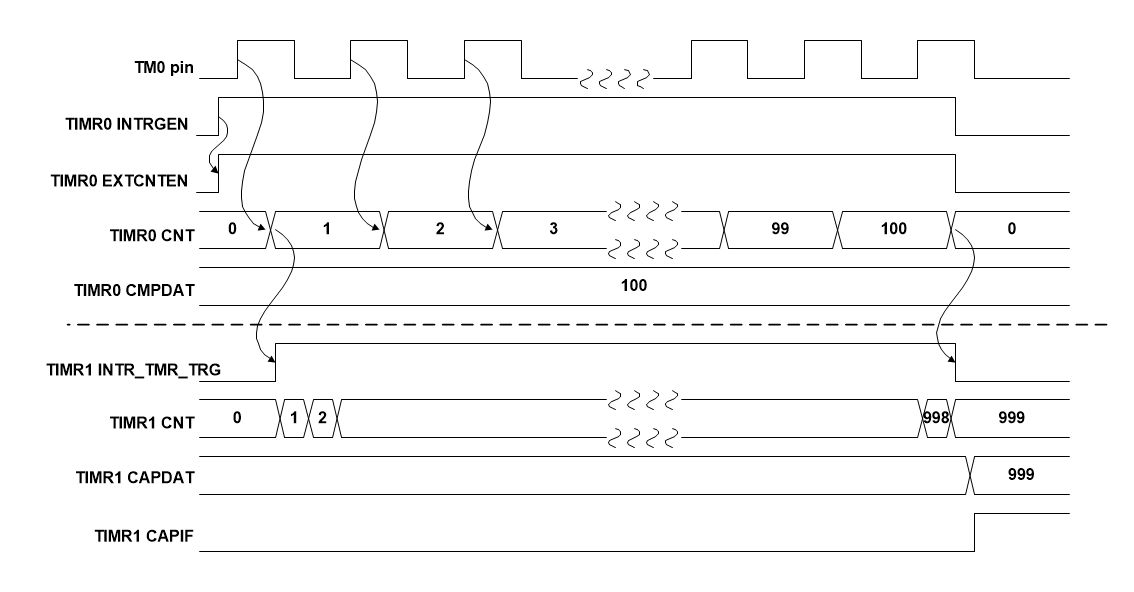 TM0 pin
TIMR0 INTRGEN
TIMR0 EXTCNTEN
TIMR0 CNT 0 1 2 3 99 100 0
TIMR0 CMPDAT 100
TIMR1 INTR_TMR_TRG
TIMR1 CNT 0 1 2 998 999
TIMR1 CAPDAT 999
TIMR1 CAPIF